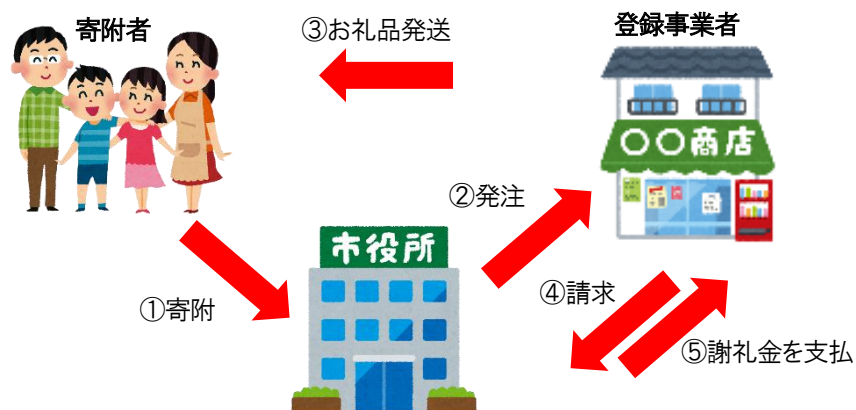 寄附者
③お礼品発送
登録事業者
〇〇商店
②発注
市役所
①寄附
④請求
⑤謝礼金を支払